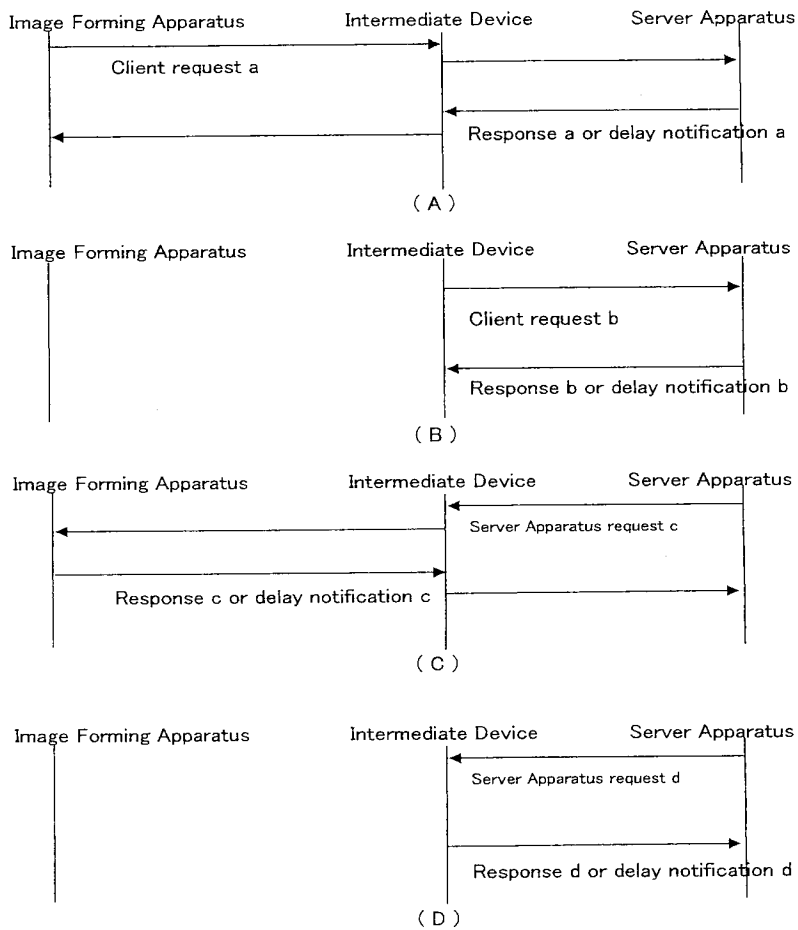 Image Forming Apparatus Intermediate Device Server Apparatus
Client request a
Response a or delay notification a
( A )
Image Forming Apparatus Intermediate Device Server Apparatus
Client request b
Response b or delay notification b
( B )
Image Forming Apparatus Intermediate Device Server Apparatus
Server Apparatus request c
Response c or delay notification c
( C )
Image Forming Apparatus Intermediate Device Server Apparatus
Server Apparatus request d
Response d or delay notification d
( D )